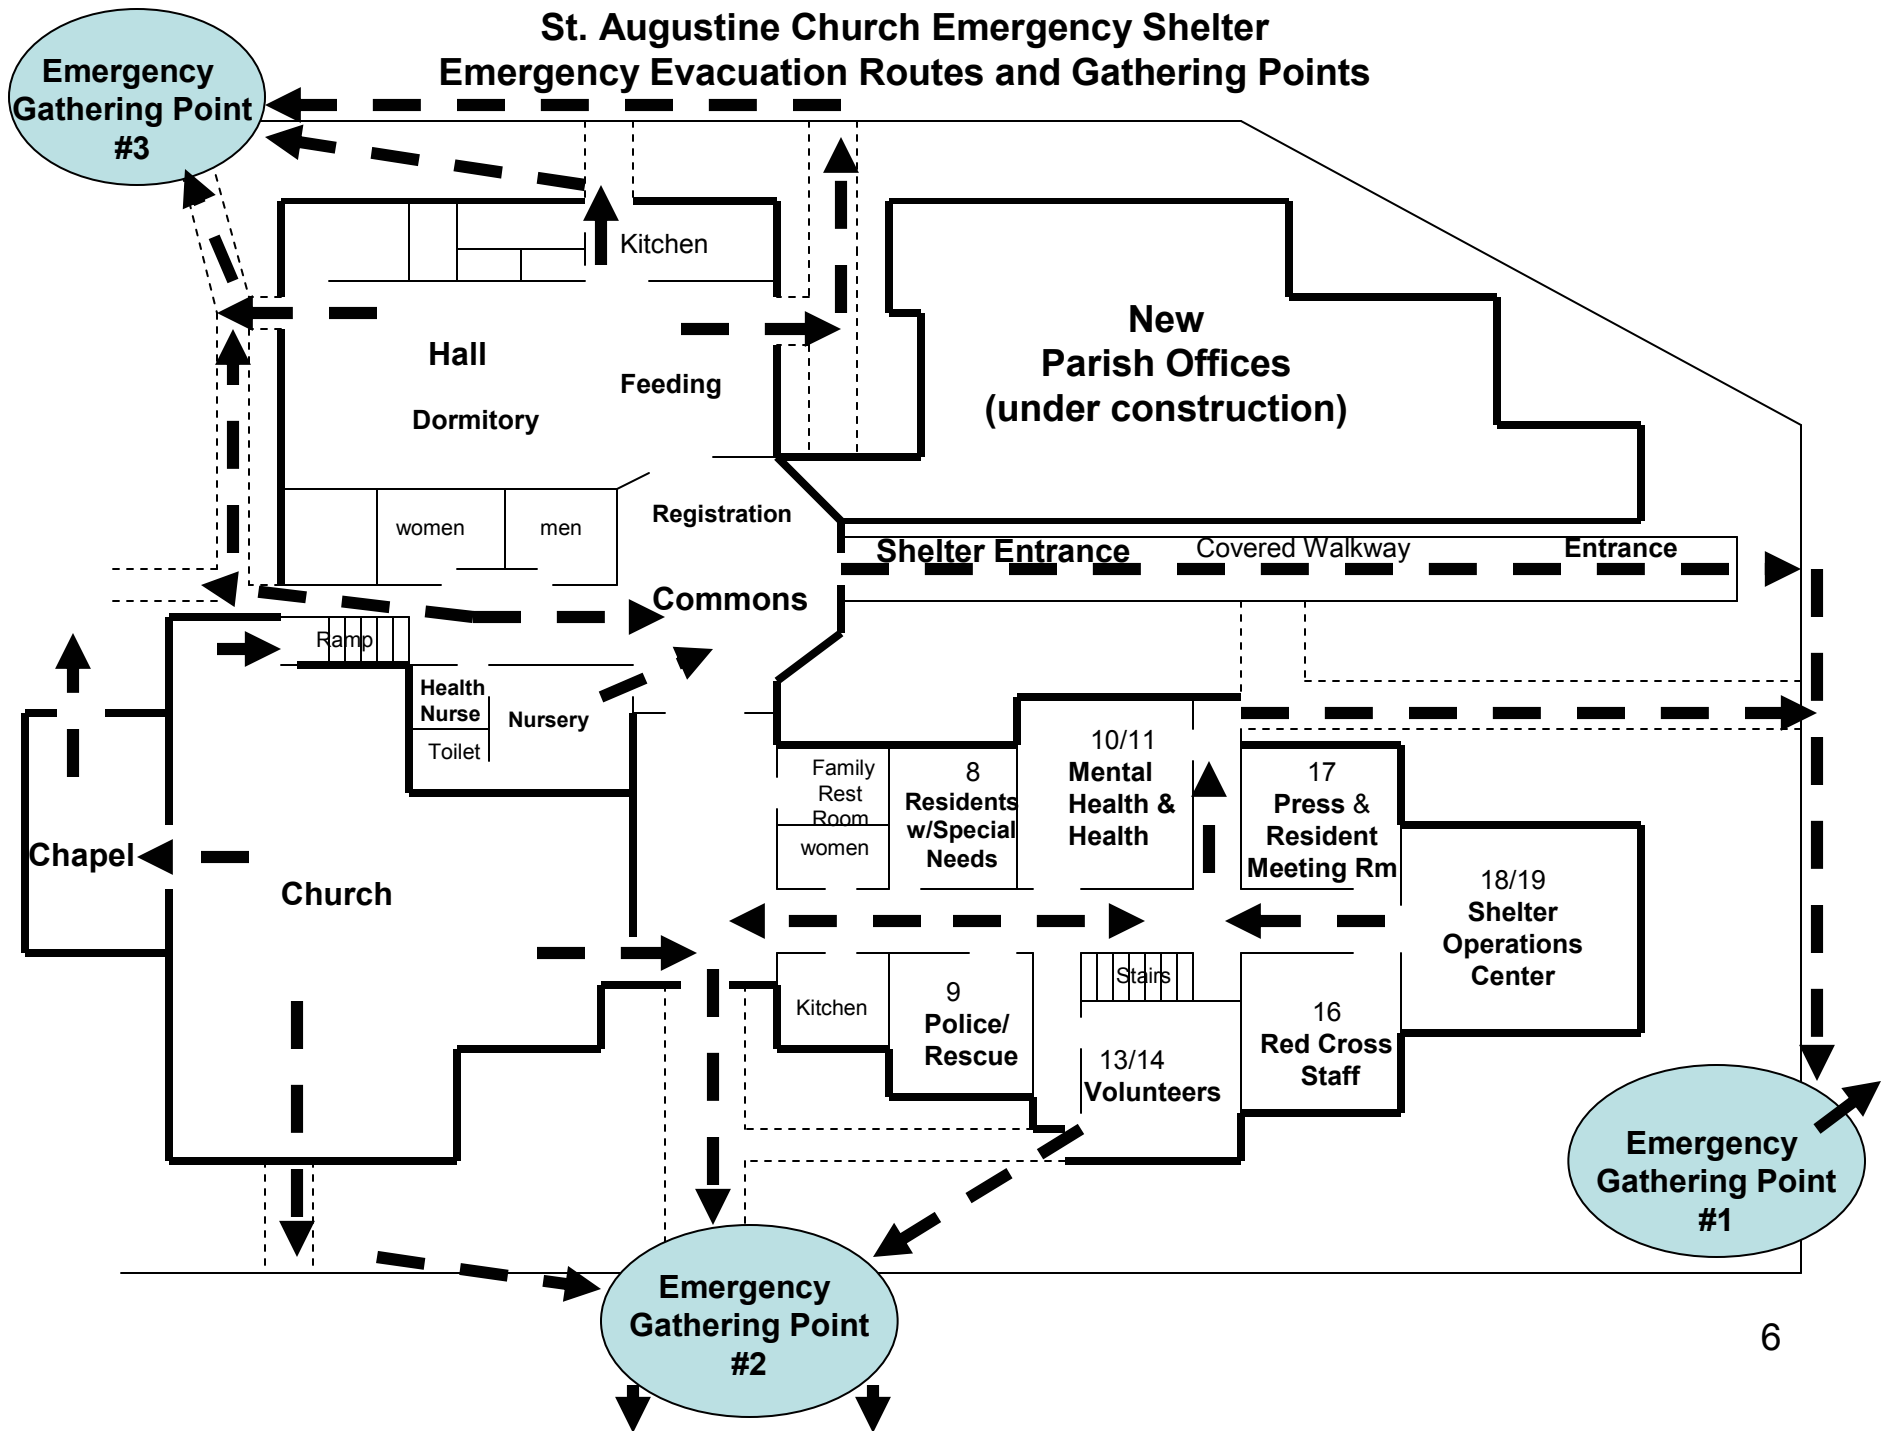 St. Augustine Church Emergency Shelter
Emergency Evacuation Routes and Gathering Points
Emergency
Gathering Point
#3
Kitchen
Hall
Feeding
Dormitory
New
Parish Offices
(under construction)
women
men
Registration
Shelter Entrance
Covered Walkway
Entrance
Commons
Ramp
Health
Nurse
Nursery
Toilet
Family
Rest
Room
women
8
Residents
w/Special
Needs
10/11
Mental
Health &
Health
17
Press &
Resident
Meeting Rm
Chapel
Church
18/19
Shelter
Operations
Center
Kitchen
9
Police/
Rescue
Stairs
13/14
Volunteers
16
Red Cross
Staff
Emergency
Gathering Point
#1
Emergency
Gathering Point
#2
6